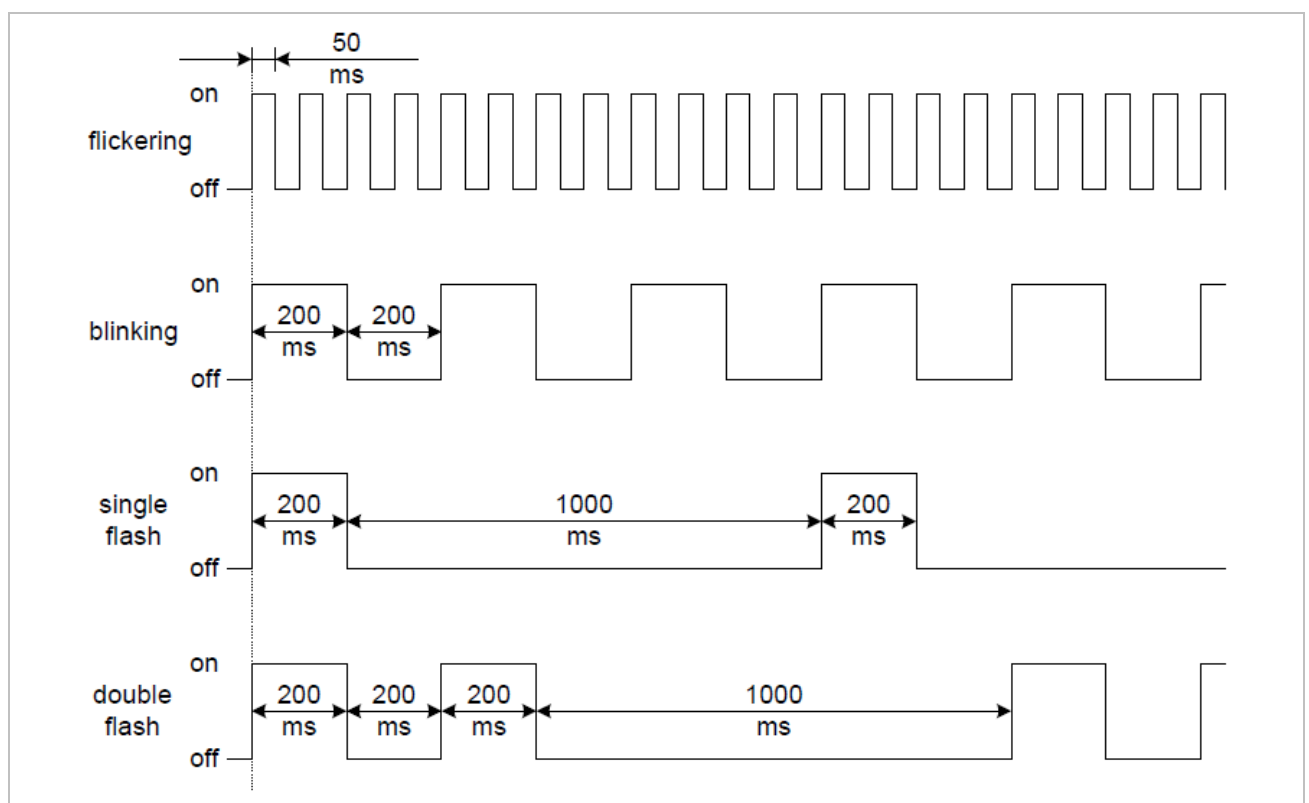 50
ms
on
flickering
off
on
200 200
blinking
ms ms
off
on
single 200 1000 200
flash ms ms ms
off
on
double 200 200 200 1000
flash ms ms ms ms
off